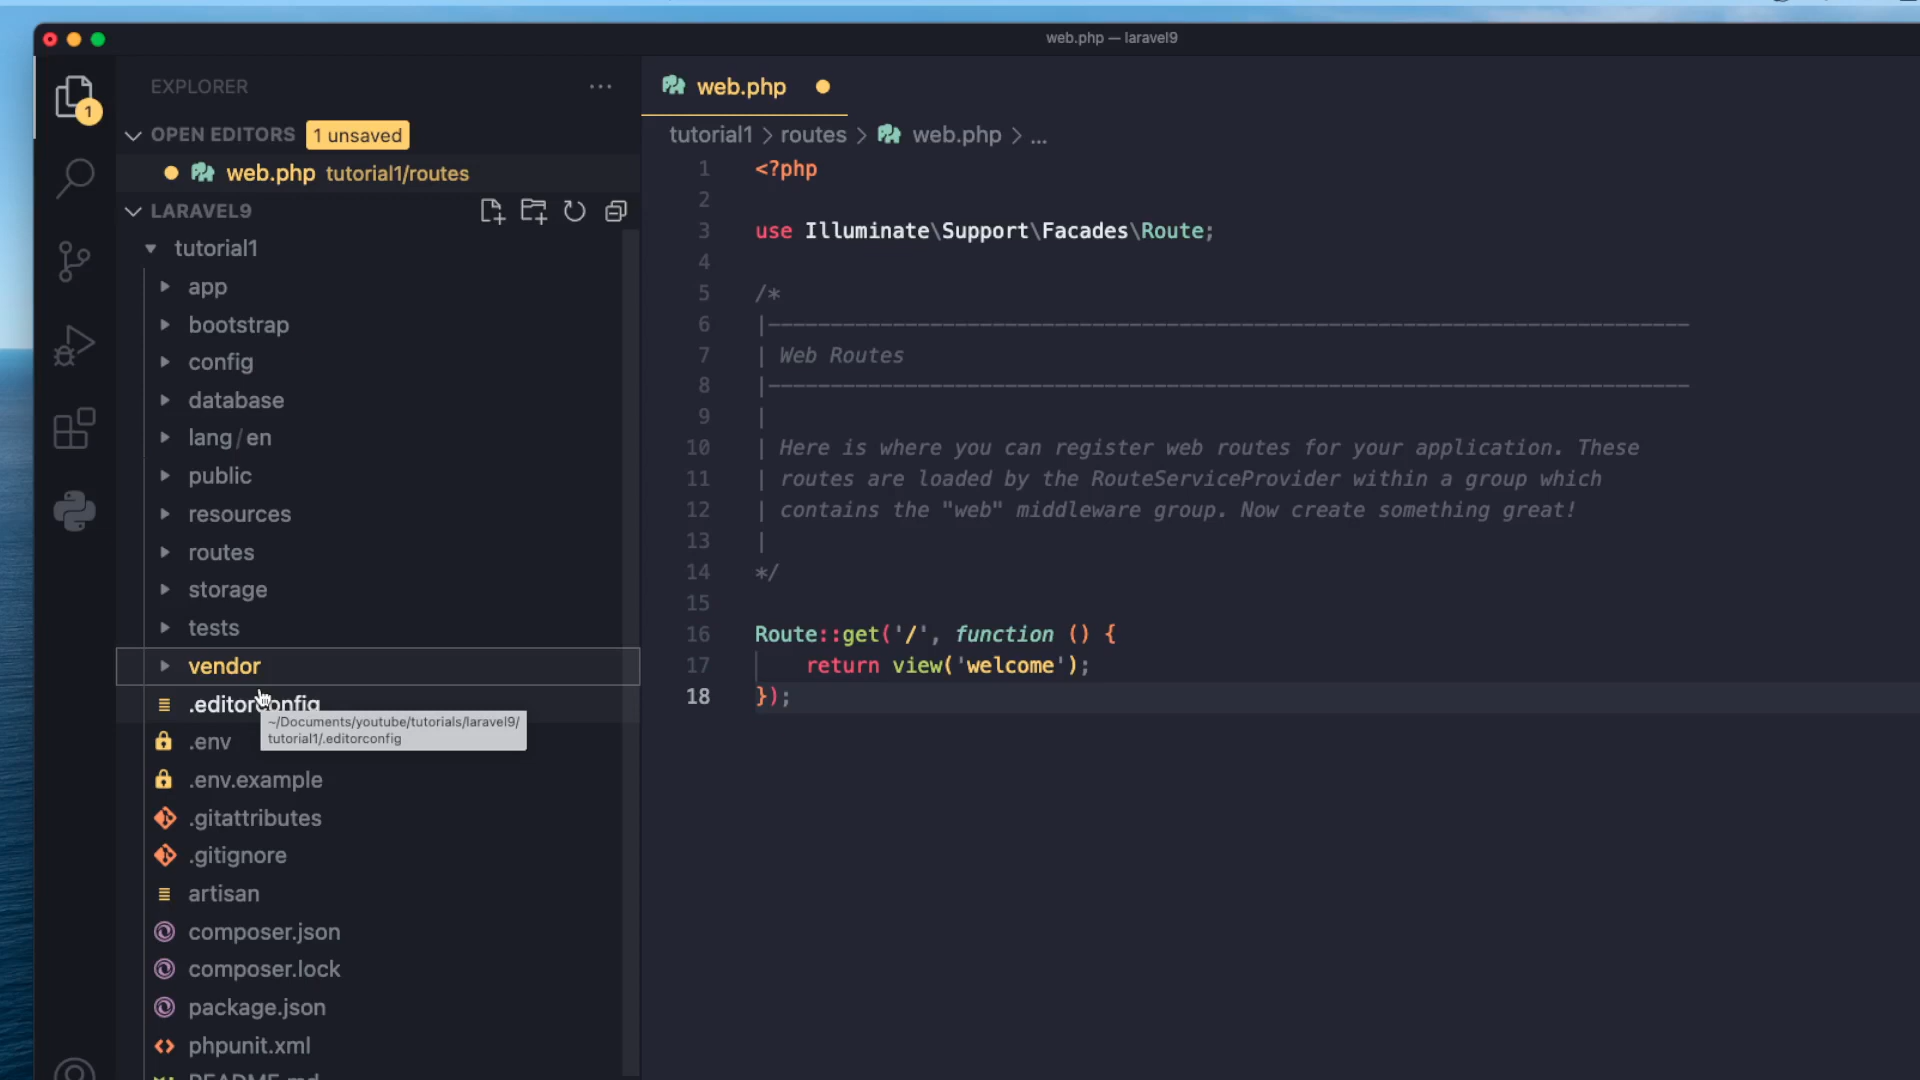 web.php — laravel9
EXPLORER
OPEN EDITORS 1 unsaved
web.php tutorial1/routes
LARAVEL9
tutorial1
app
bootstrap
config
database
lang/en
public
resources
routes
storage
tests
vendor
.editorconfig
~/Documents/youtube/tutorials/laravel9/
tutorial1/.editorconfig
.env
.env.example
.gitattributes
.gitignore
artisan
composer.json
composer.lock
package.json
phpunit.xml
README.md
1
web.php
tutorial1 > routes > web.php > ...
1 <?php
2
3 use Illuminate\Support\Facades\Route;
4
5 /*
6 |--------------------------------------------------------------------------
7 | Web Routes
8 |--------------------------------------------------------------------------
9 |
10 | Here is where you can register web routes for your application. These
11 | routes are loaded by the RouteServiceProvider within a group which
12 | contains the "web" middleware group. Now create something great!
13 |
14 */
15
16 Route::get('/', function () {
17     return view('welcome');
18 });